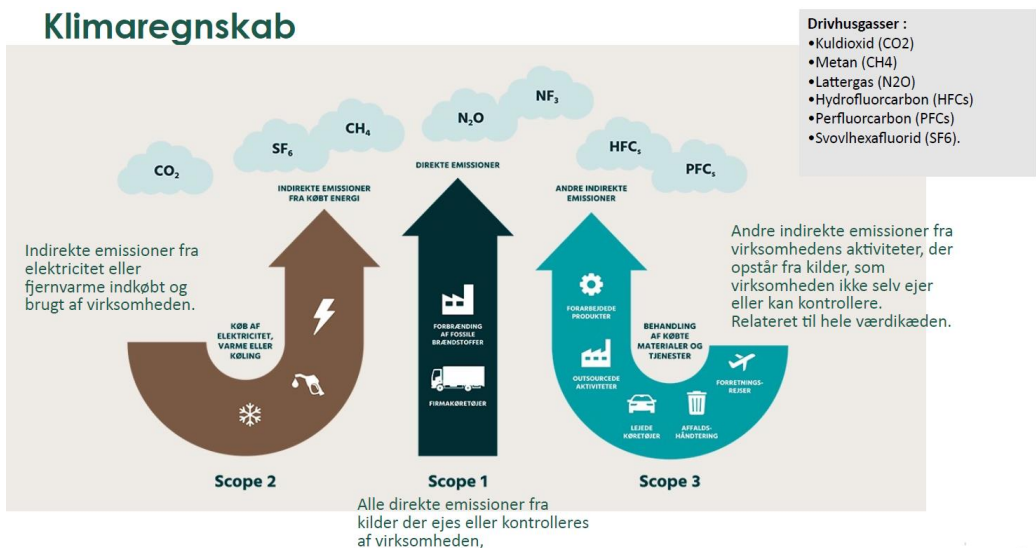 Klimaregnskab
Drivhusgasser :
•Kuldioxid (CO2)
•Metan (CH4)
•Lattergas (N2O)
•Hydrofluorcarbon (HFCs)
•Perfluorcarbon (PFCs)
•Svovlhexafluorid (SF6).
CO₂
SF₆
CH₄
N₂O
NF₃
HFCₛ
PFCₛ
INDIREKTE EMISSIONER
FRA KØBT ENERGI
DIREKTE EMISSIONER
ANDRE INDIREKTE
EMISSIONER
Indirekte emissioner fra
elektricitet eller
fjernvarme indkøbt og
brugt af virksomheden.
KØB AF
ELEKTRICITET,
VARME ELLER
KØLING
FORBRÆNDING
AF FOSSILE
BRÆNDSTOFFER
FIRMAKØRETØJER
FORARBEJDEDE
PRODUKTER
OUTSOURCEDE
AKTIVITETER
LEJEDE
KØRETØJER
AFFALDS-
HÅNDTERING
FORRETNINGS-
REJSER
BEHANDLING
AF KØBTE
MATERIALER OG
TJENESTER
Andre indirekte emissioner fra
virksomhedens aktiviteter, der
opstår fra kilder, som
virksomheden ikke selv ejer
eller kan kontrollere.
Relateret til hele værdikæden.
Scope 2
Scope 1
Scope 3
Alle direkte emissioner fra
kilder der ejes eller kontrolleres
af virksomheden,